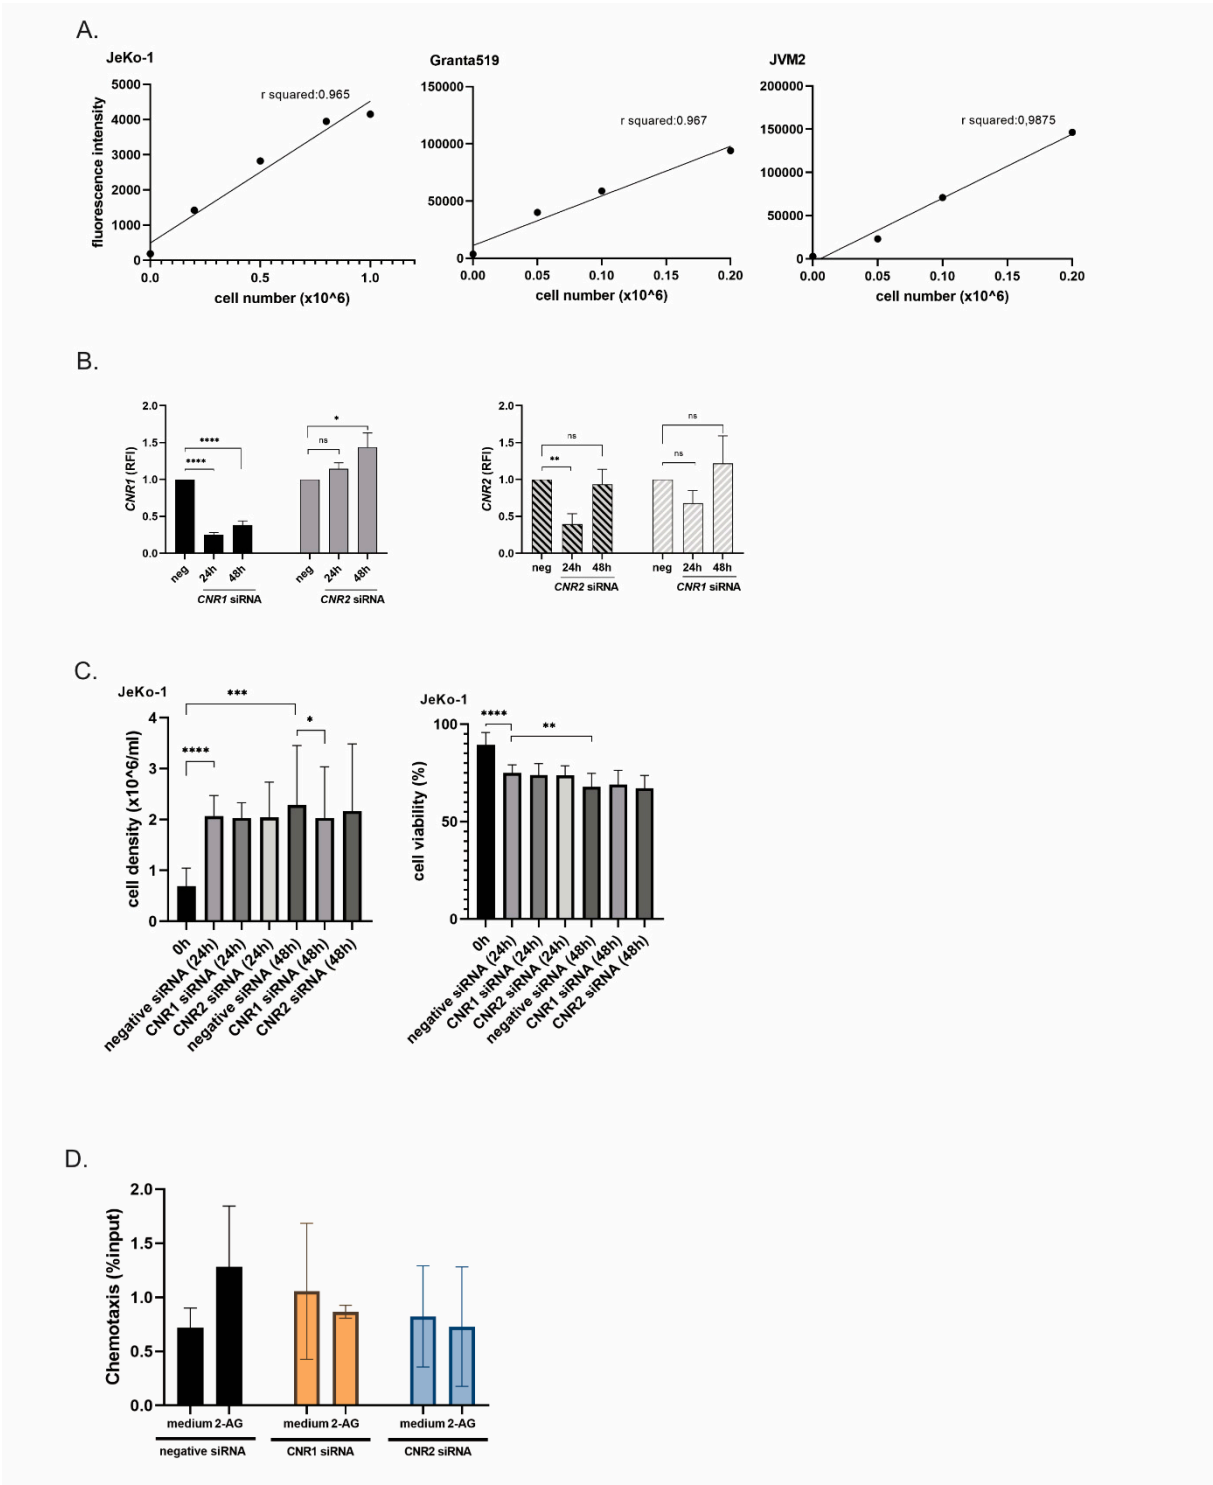 A.
JeKo-1
r squared:0.965
fluorescence intensity
5000
4000
3000
2000
1000
0
0.0 0.5 1.0
cell number (x10^6)
Granta519
r squared:0.967
150000
100000
50000
0
0.00 0.05 0.10 0.15 0.20
cell number (x10^6)
JVM2
r squared:0,9875
200000
150000
100000
50000
0
0.00 0.05 0.10 0.15 0.20
cell number (x10^6)
B.
CNR1 (RFI)
2.0
1.5
1.0
0.5
0.0
****
****
*
ns
neg 24h 48h neg 24h 48h
CNR1 siRNA CNR2 siRNA
CNR2 (RFI)
2.0
1.5
1.0
0.5
0.0
ns
**
ns
ns
neg 24h 48h neg 24h 48h
CNR2 siRNA CNR1 siRNA
C.
JeKo-1
cell density (x10^6/ml)
4
3
2
1
0
***
*
****
0h
negative siRNA (24h)
CNR1 siRNA (24h)
CNR2 siRNA (24h)
negative siRNA (48h)
CNR1 siRNA (48h)
CNR2 siRNA (48h)
JeKo-1
cell viability (%)
100
50
0
****
**
0h
negative siRNA (24h)
CNR1 siRNA (24h)
CNR2 siRNA (24h)
negative siRNA (48h)
CNR1 siRNA (48h)
CNR2 siRNA (48h)
D.
Chemotaxis (%input)
2.0
1.5
1.0
0.5
0.0
medium 2-AG medium 2-AG medium 2-AG
negative siRNA CNR1 siRNA CNR2 siRNA